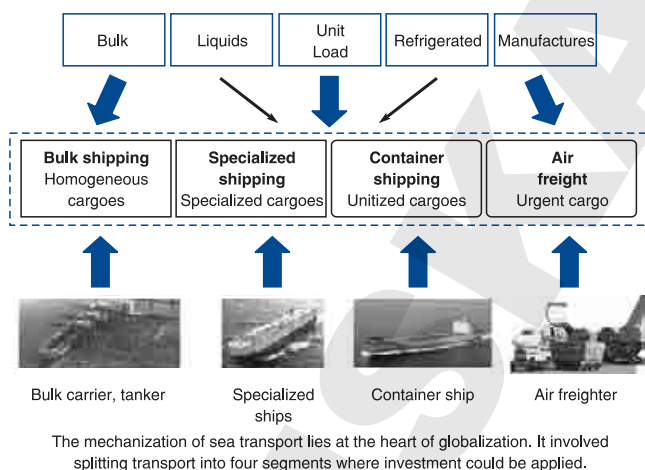 Bulk
Liquids
Unit
Load
Refrigerated
Manufactures
Bulk shipping
Homogeneous
cargoes
Specialized
shipping
Specialized cargoes
Container
shipping
Unitized cargoes
Air
freight
Urgent cargo
Bulk carrier, tanker
Specialized
ships
Container ship
Air freighter
The mechanization of sea transport lies at the heart of globalization. It involved
splitting transport into four segments where investment could be applied.